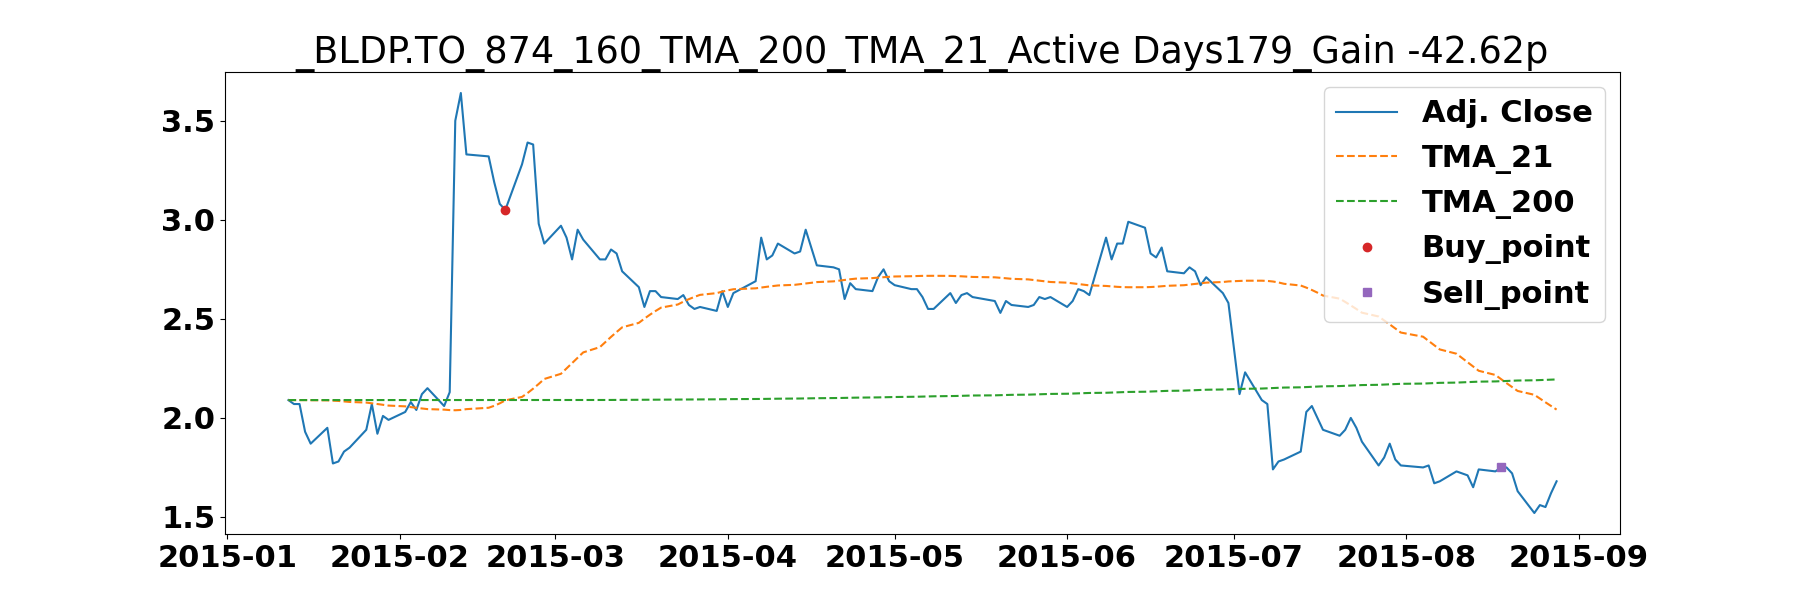 _BLDP.TO_874_160_TMA_200_TMA_21_Active Days179_Gain -42.62p
3.5
3.0
2.5
2.0
1.5
Adj. Close
TMA_21
TMA_200
Buy_point
Sell_point
2015-01 2015-02 2015-03 2015-04 2015-05 2015-06 2015-07 2015-08 2015-09